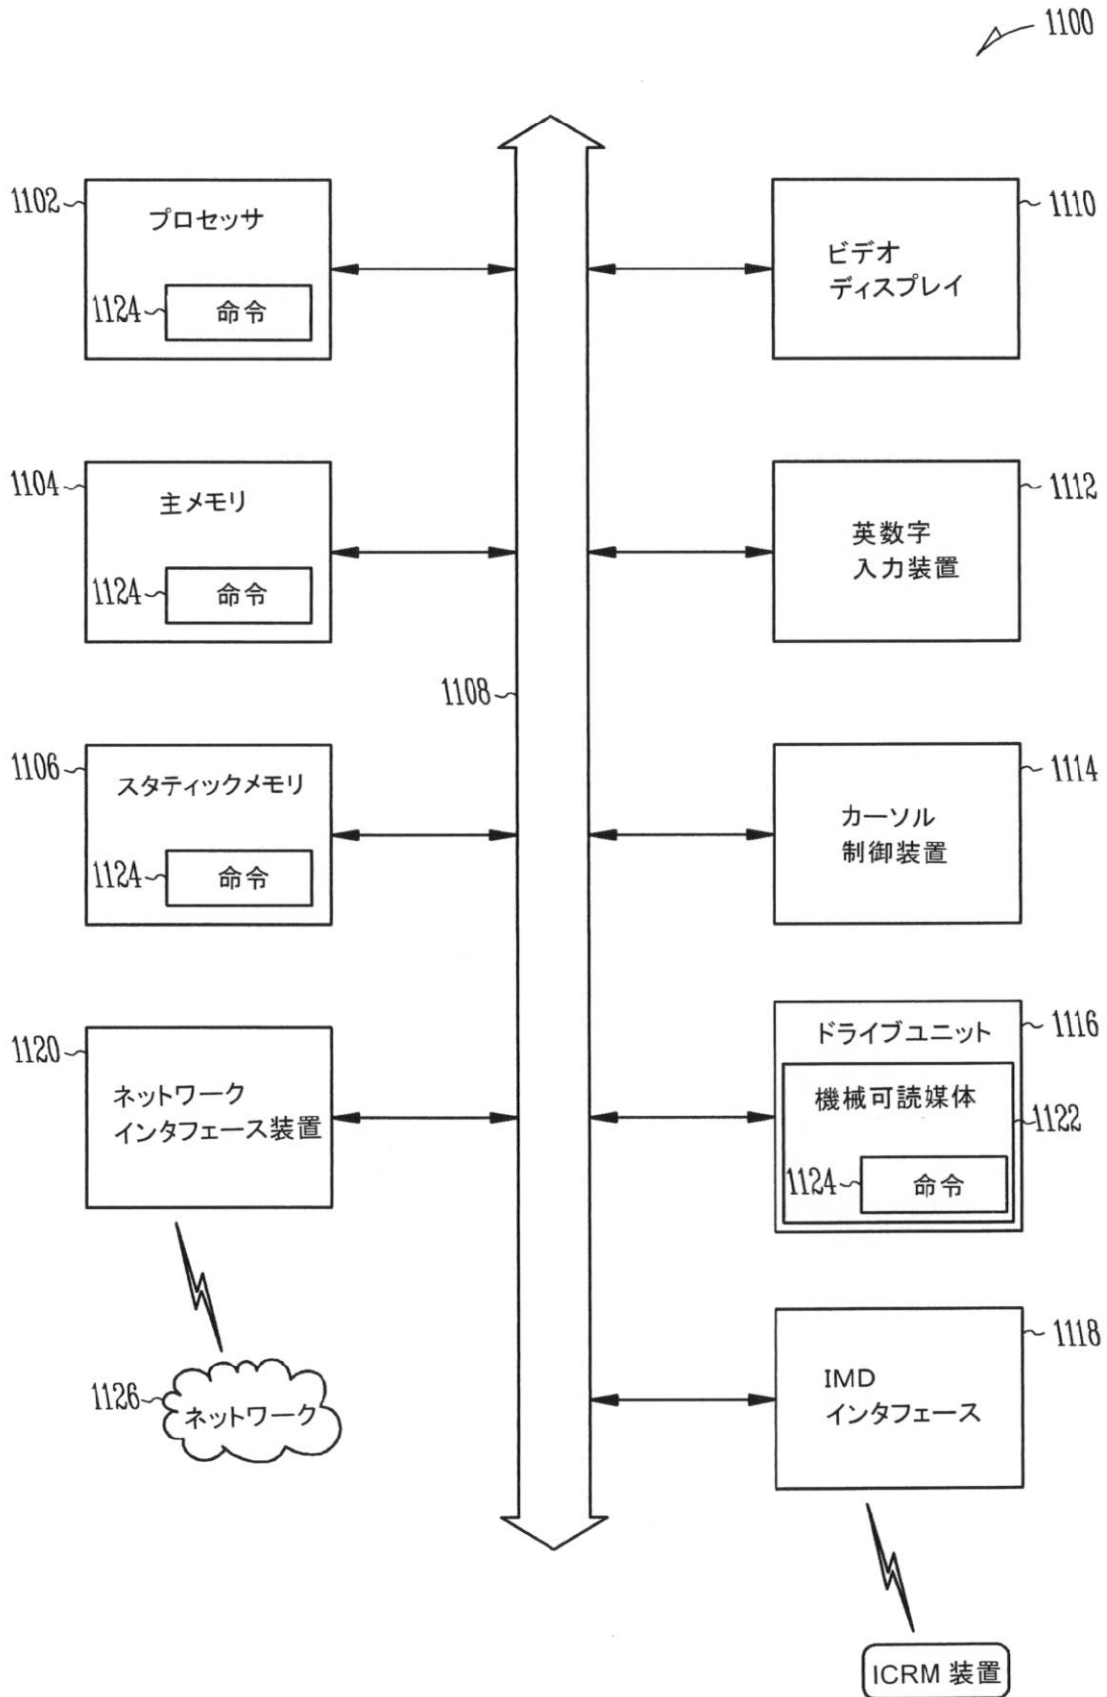 1100
1102
プロセッサ
1124
命令
1110
ビデオ
ディスプレイ
1104
主メモリ
1124
命令
1112
英数字
入力装置
1108
1106
スタティックメモリ
1124
命令
1114
カーソル
制御装置
1120
ネットワーク
インタフェース装置
1116
ドライブユニット
機械可読媒体
1122
1124
命令
1126
ネットワーク
1118
IMD
インタフェース
ICRM 装置